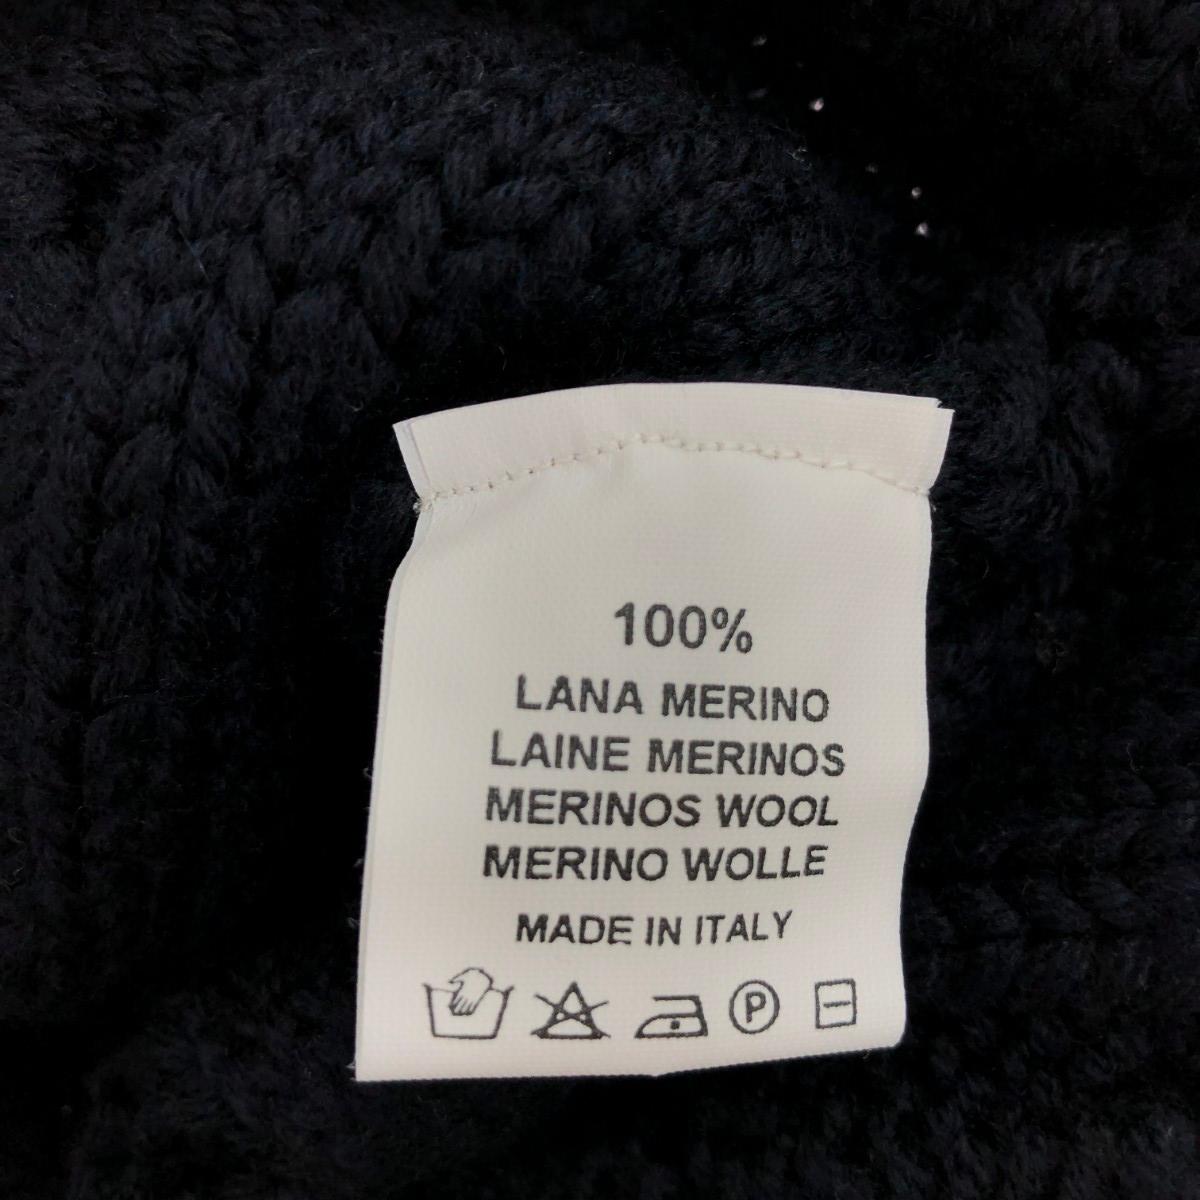 100%
LANA MERINO
LAINE MERINOS
MERINOS WOOL
MERINO WOLLE
MADE IN ITALY
P